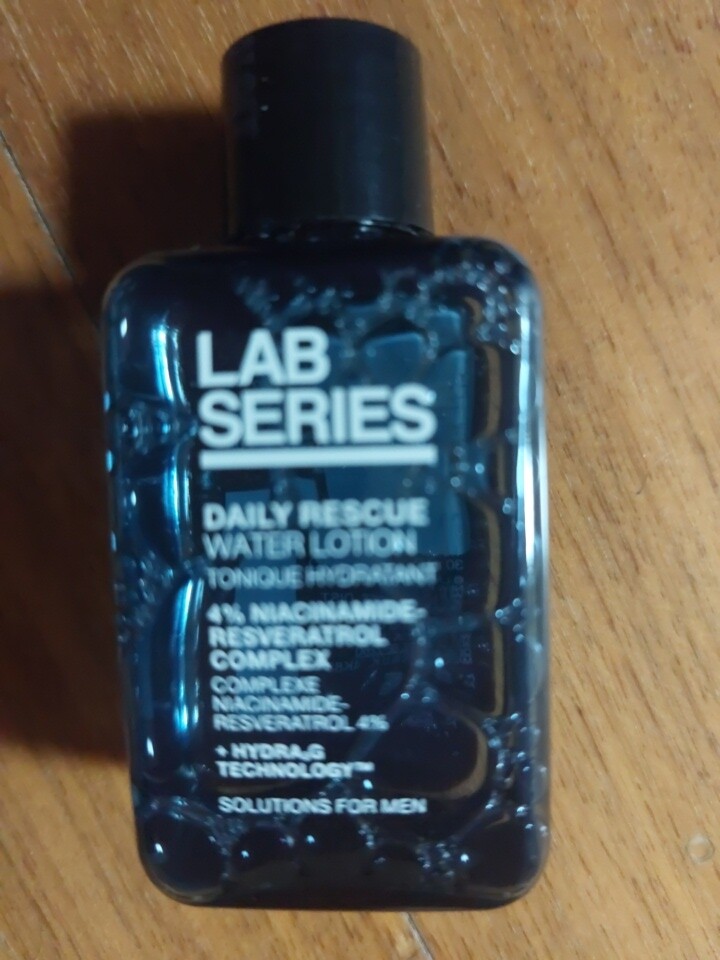 LAB
SERIES
DAILY RESCUE
WATER LOTION
TONIQUE HYDRATANT
4% NIACINAMIDE-
RESVERATROL
COMPLEX
COMPLEXE
NIACINAMIDE-
RESVERATROL 4%
+ HYDRA₂G
TECHNOLOGY™
SOLUTIONS FOR MEN